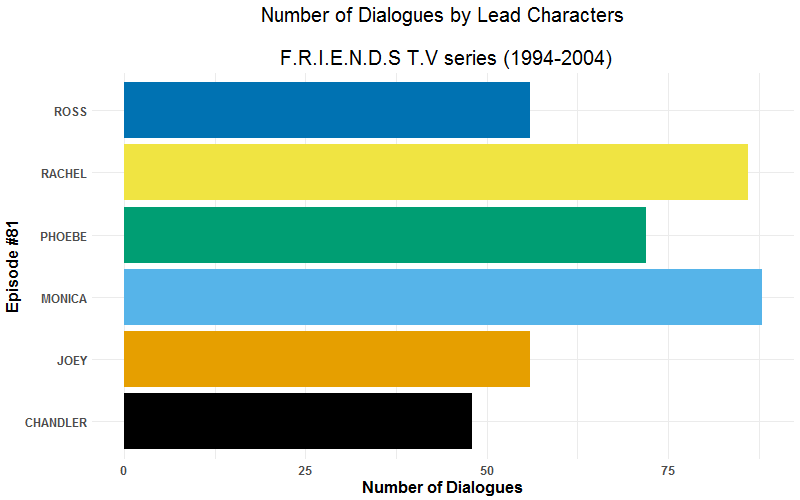 Number of Dialogues by Lead Characters
F.R.I.E.N.D.S T.V series (1994-2004)
Episode #81
ROSS
RACHEL
PHOEBE
MONICA
JOEY
CHANDLER
0 25 50 75
Number of Dialogues